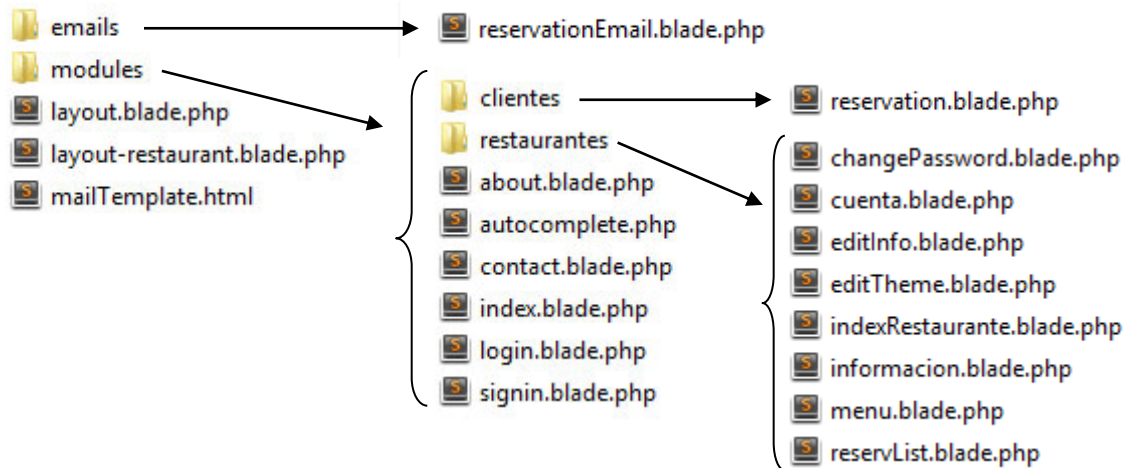 emails
modules
layout.blade.php
layout-restaurant.blade.php
mailTemplate.html
reservationEmail.blade.php
clientes
restaurantes
about.blade.php
autocomplete.php
contact.blade.php
index.blade.php
login.blade.php
signin.blade.php
reservation.blade.php
changePassword.blade.php
cuenta.blade.php
editInfo.blade.php
editTheme.blade.php
indexRestaurante.blade.php
informacion.blade.php
menu.blade.php
reservList.blade.php